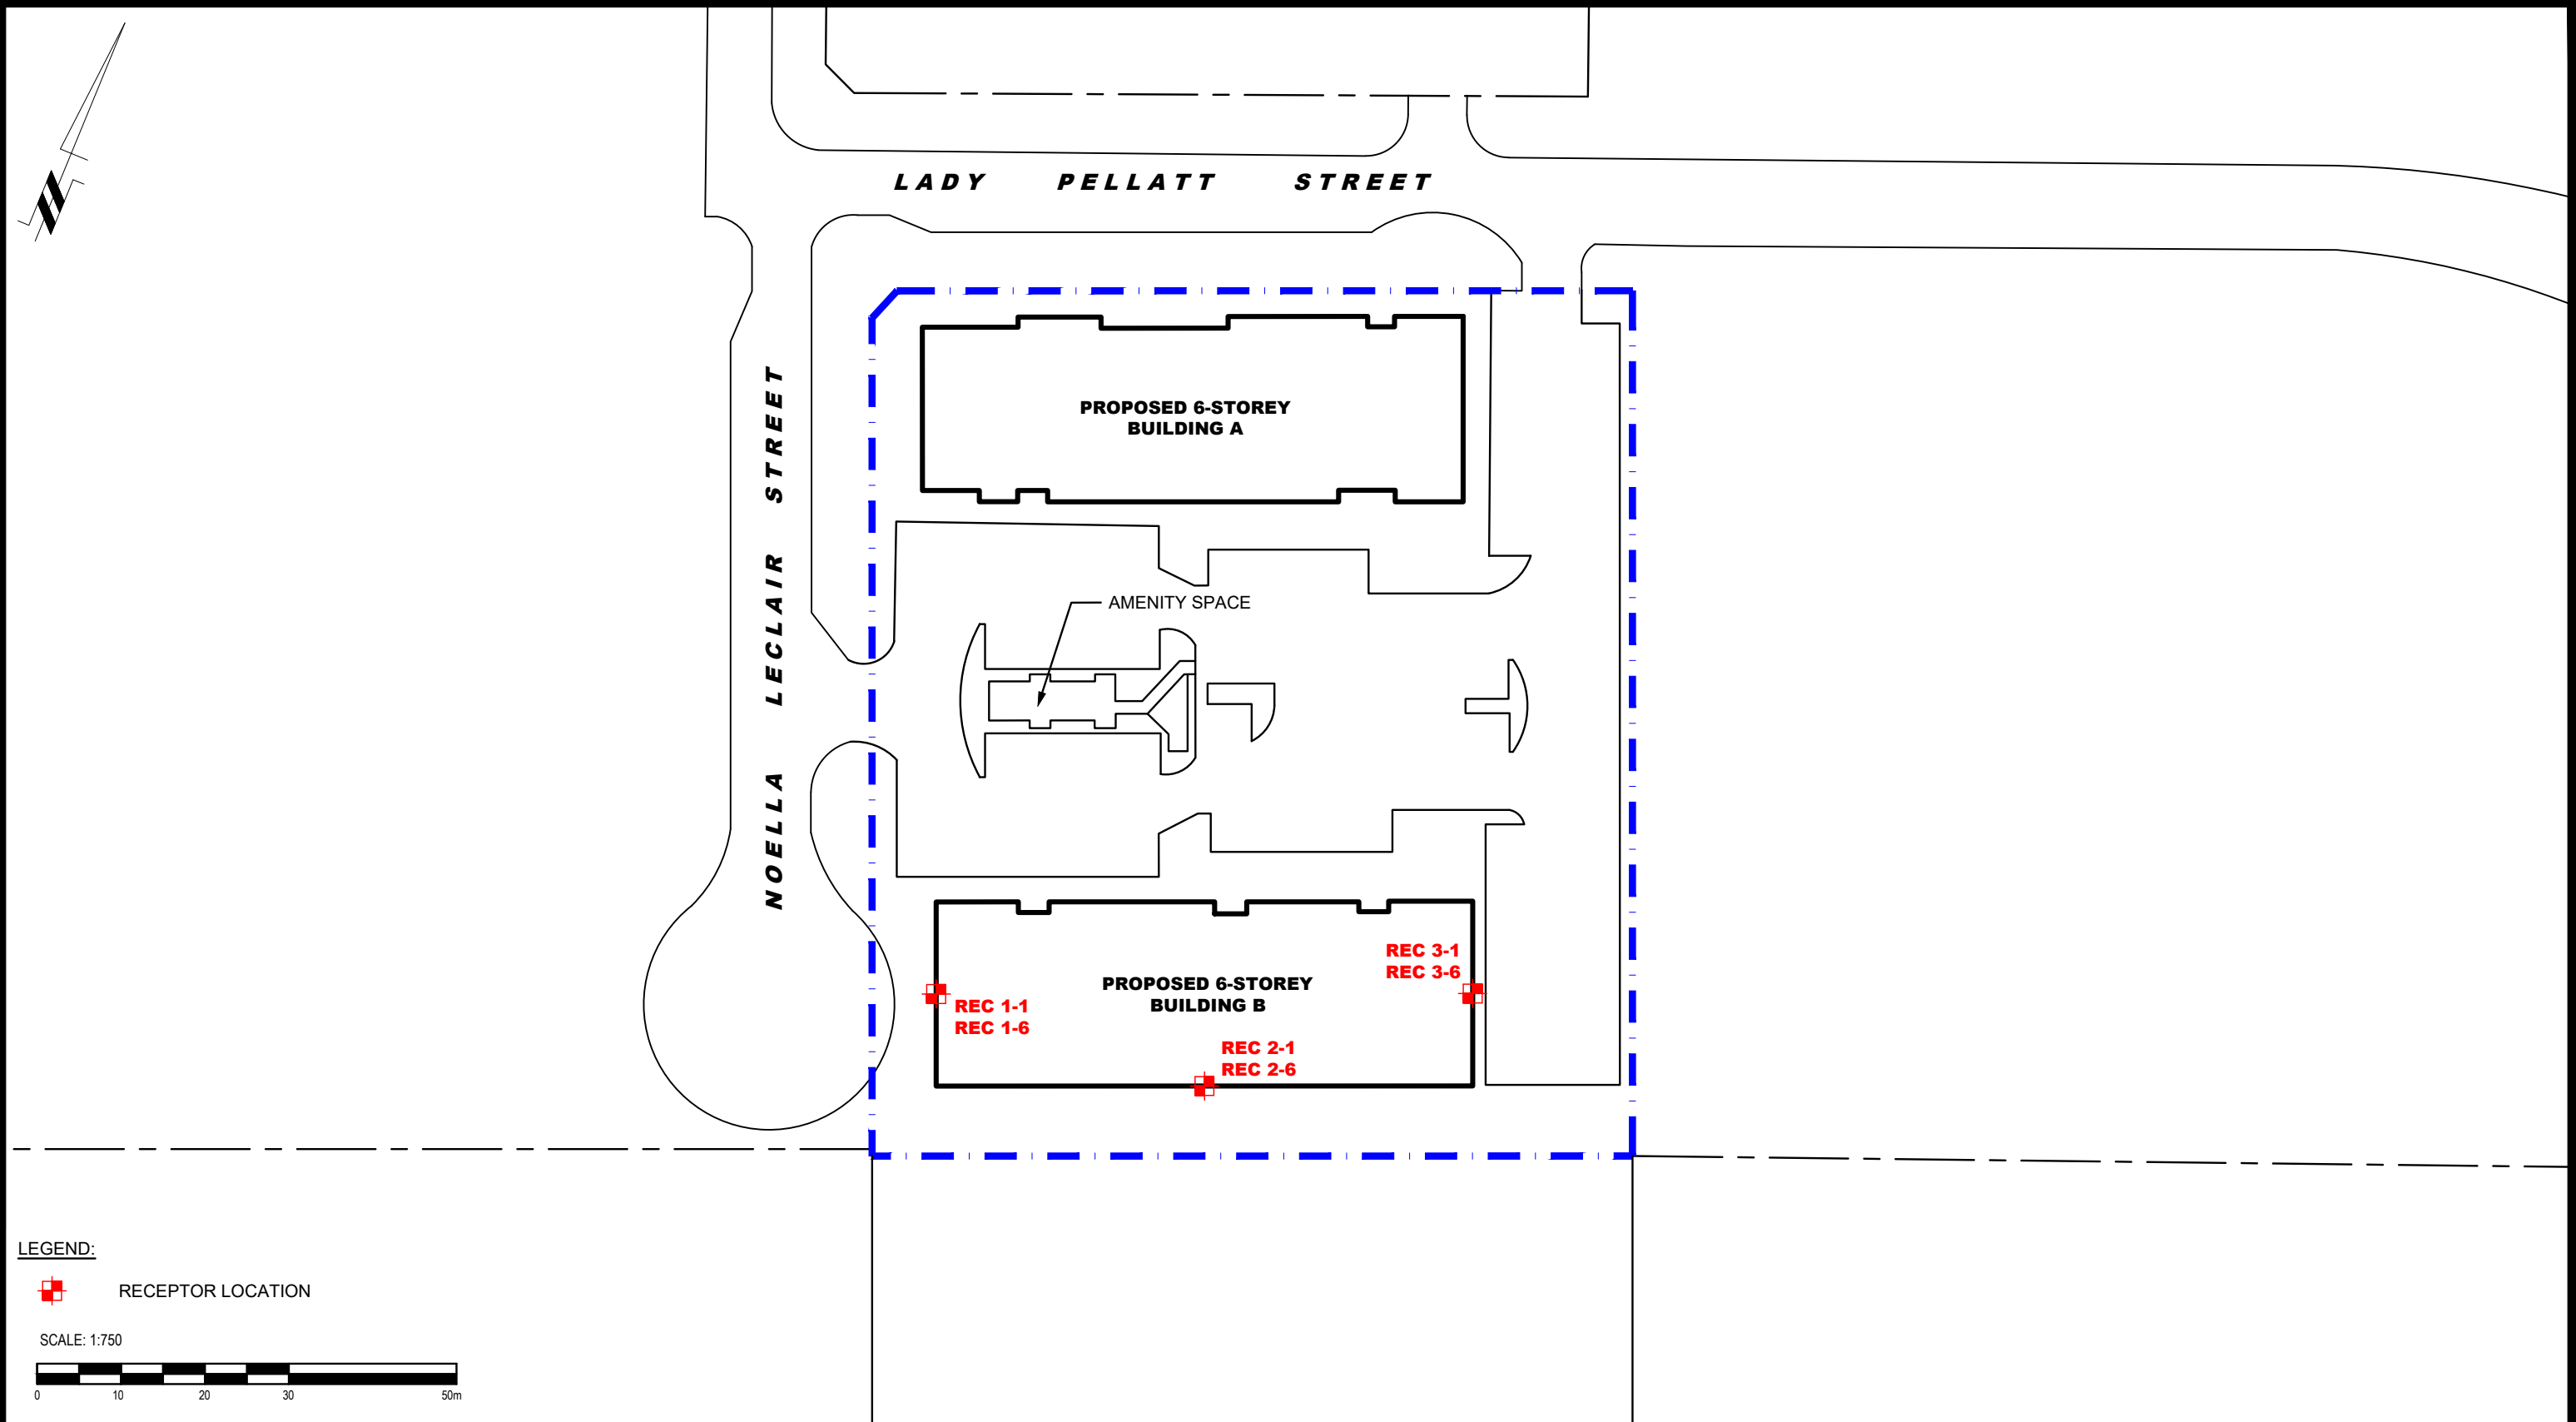 LADY PELLATT STREET
NOELLA LECLAIR STREET
PROPOSED 6-STOREY
BUILDING A
AMENITY SPACE
PROPOSED 6-STOREY
BUILDING B
REC 3-1
REC 3-6
REC 1-1
REC 1-6
REC 2-1
REC 2-6
LEGEND:
RECEPTOR LOCATION
SCALE: 1:750
0 10 20 30 50m